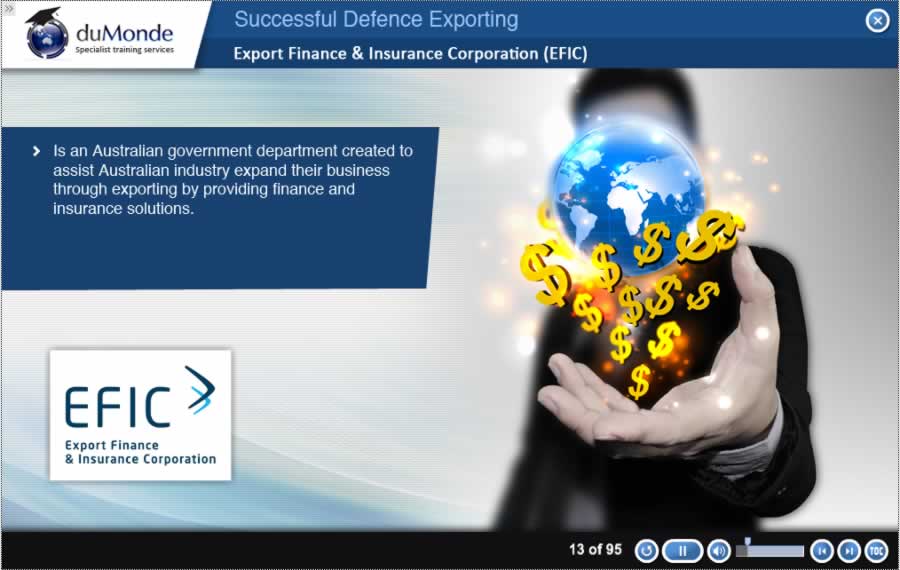 duMonde
Specialist training services
Successful Defence Exporting
Export Finance & Insurance Corporation (EFIC)
Is an Australian government department created to
assist Australian industry expand their business
through exporting by providing finance and
insurance solutions.
$ $ $ $ $ $ $ $ $ $ $ $
EFIC
Export Finance
& Insurance Corporation
13 of 95
TOC